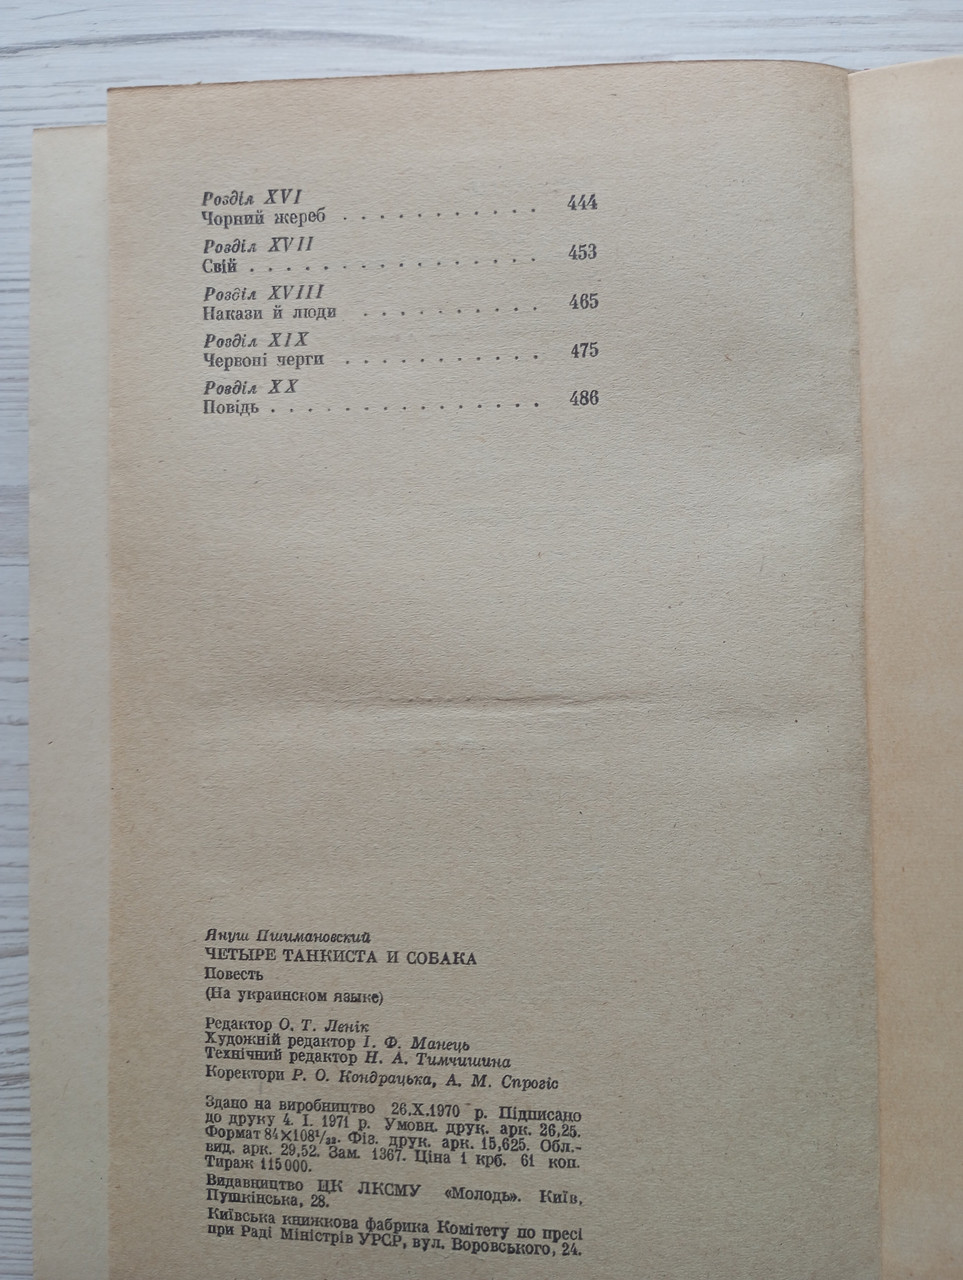 Розділ XVI
Чорний жереб . . . . . . . . . . . 444
Розділ XVII
Свій . . . . . . . . . . . . . . . . 453
Розділ XVIII
Накази й люди . . . . . . . . . . 465
Розділ XIX
Червоні черги . . . . . . . . . . . 475
Розділ XX
Повідь . . . . . . . . . . . . . . . 486
Януш Пшимановский
ЧЕТЫРЕ ТАНКИСТА И СОБАКА
Повесть
(На украинском языке)
Редактор О. Т. Ленік
Художній редактор І. Ф. Манець
Технічний редактор Н. А. Тимчишина
Коректори Р. О. Кондрацька, А. М. Спрогіс
Здано на виробництво 26.X.1970 р. Підписано
до друку 4. I. 1971 р. Умовн. друк. арк. 26,25.
Формат 84×108¹/₃₂. Фіз. друк. арк. 15,625. Обл.-
вид. арк. 29,52. Зам. 1367. Ціна 1 крб. 61 коп.
Тираж 115 000.
Видавництво ЦК ЛКСМУ «Молодь». Київ,
Пушкінська, 28.
Київська книжкова фабрика Комітету по пресі
при Раді Міністрів УРСР, вул. Воровського, 24.